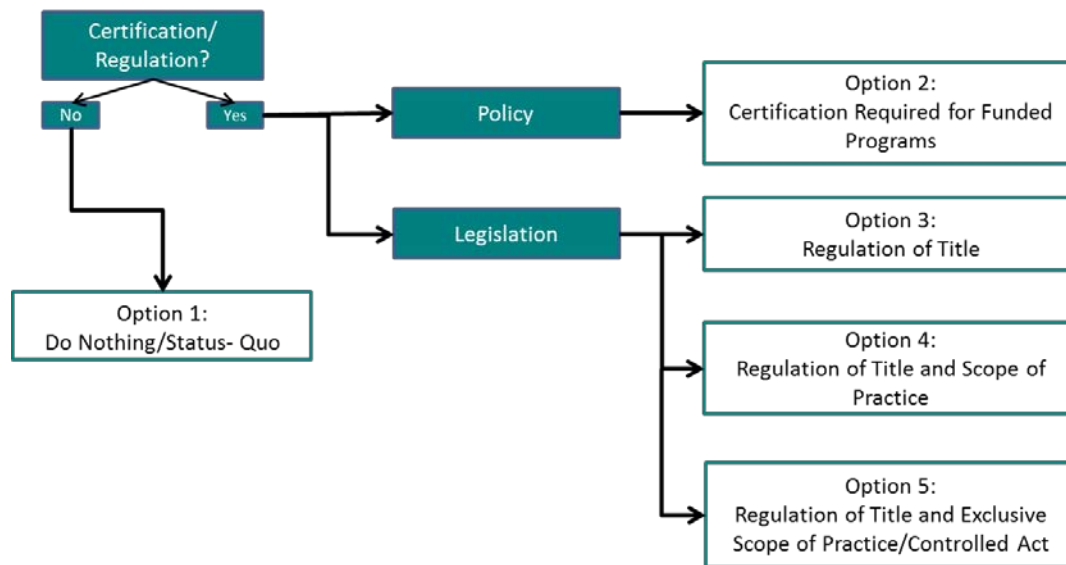 Certification/
Regulation?
No
Yes
Policy
Option 2:
Certification Required for Funded
Programs
Legislation
Option 3:
Regulation of Title
Option 1:
Do Nothing/Status- Quo
Option 4:
Regulation of Title and Scope of
Practice
Option 5:
Regulation of Title and Exclusive
Scope of Practice/Controlled Act